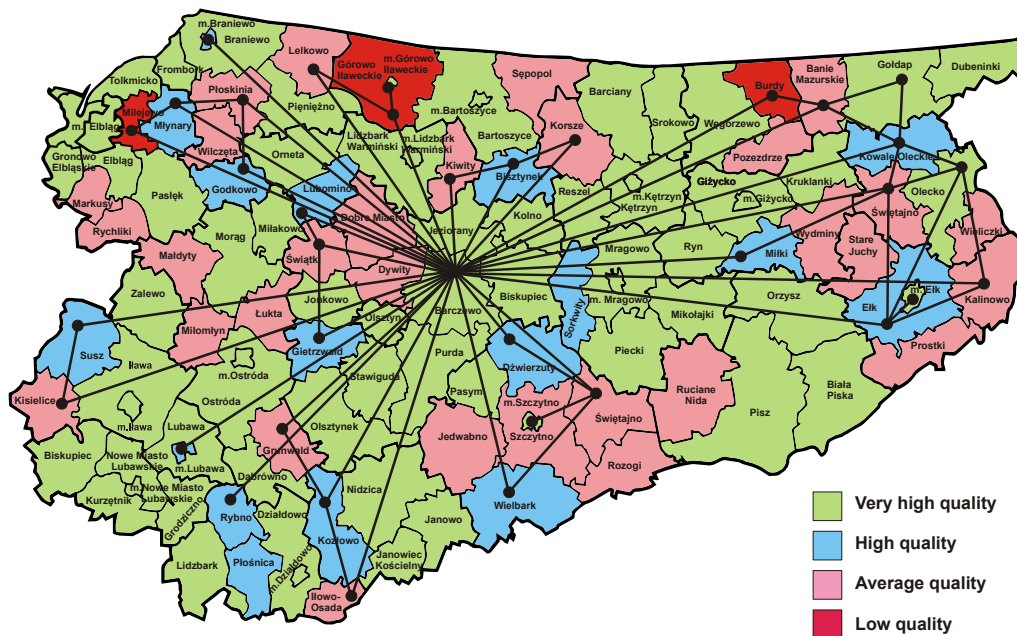 m.Braniewo
Braniewo
Lelkowo
Frombork
Tolkmicko
Płoskinia
Górowo
Iławeckie
m.Górowo
Iławeckie
Sępopol
Pieniężno
m.Bartoszyce
Bartoszyce
Barciany
Srokowo
Węgorzewo
Burdy
Banie
Mazurskie
Gołdap
Dubeninki
Milejewo
Młynary
m.
Elbląg
Elbląg
Gronowo
Elbląskie
Wilczęta
Orneta
Lidzbark
Warmiński
m.Lidzbark
Warmiński
Kiwity
Bisztynek
Korsze
Reszel
m.Kętrzyn
Kętrzyn
Pozezdrze
Giżycko
m.Giżycko
Kruklanki
Kowale Oleckie
Olecko
Markusy
Rychliki
Pasłęk
Godkowo
Lubomino
Dobre Miasto
Miłakowo
Morąg
Jeziorany
Kolno
Mrągowo
Ryn
Miłki
Wydminy
Świętajno
Stare
Juchy
Wieliczki
Małdyty
Świątki
Dywity
Jonkowo
Zalewo
Łukta
Miłomłyn
Olsztyn
Barczewo
Biskupiec
Sorkwity
m. Mrągowo
Mikołajki
Orzysz
Ełk
m. Ełk
Kalinowo
Prostki
Susz
Iława
m.Ostróda
Gietrzwałd
Stawiguda
Purda
Dźwierzuty
Piecki
Ruciane
Nida
Pisz
Biała
Piska
Kisielice
Ostróda
Pasym
m.Szczytno
Szczytno
Świętajno
Jedwabno
Rozogi
m.Iława
Lubawa
m.Lubawa
Olsztynek
Grunwald
Biskupiec
Nowe Miasto
Lubawskie
m.Nowe Miasto
Lubawskie
Dąbrówno
Nidzica
Wielbark
Kurzętnik
Grodziczno
Rybno
Działdowo
Kozłowo
Janowo
Lidzbark
Płośnica
m.Działdowo
Janowiec
Kościelny
Iłowo-
Osada
Very high quality
High quality
Average quality
Low quality